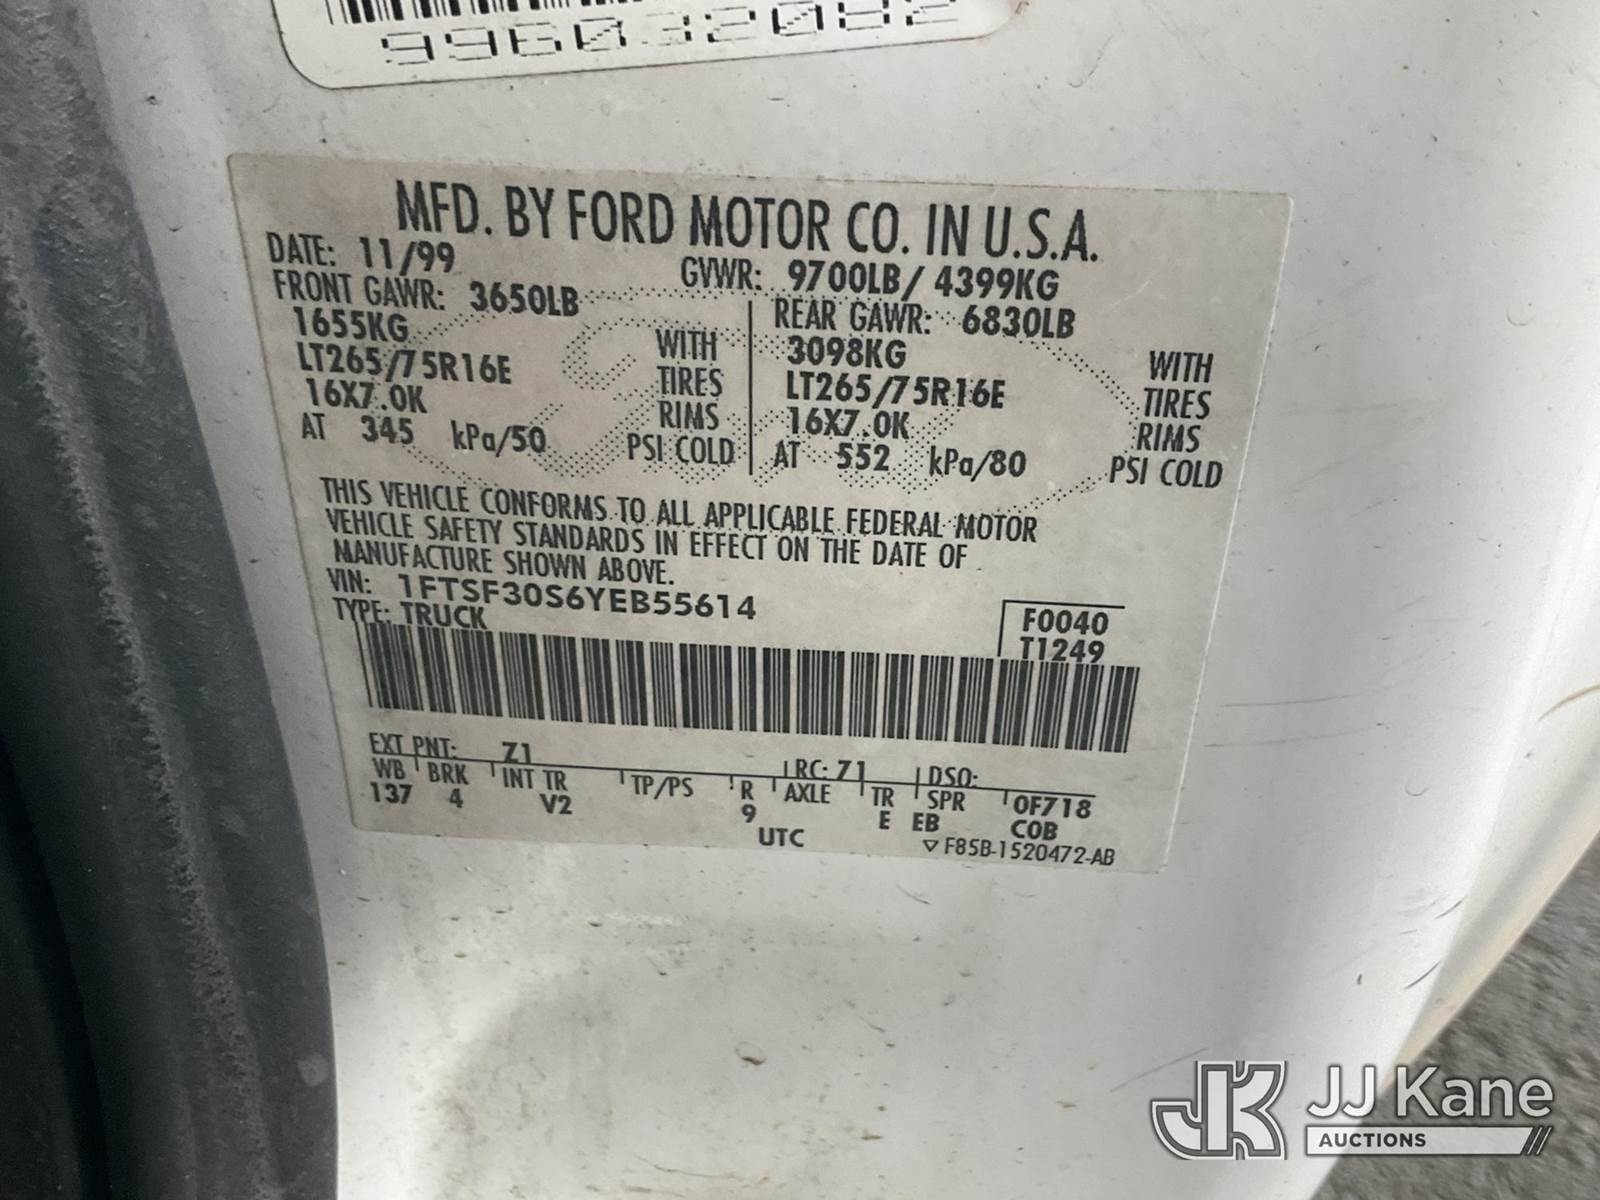 996032082
MFD. BY FORD MOTOR CO. IN U.S.A.
DATE: 11/99
GVWR: 9700LB/ 4399KG
FRONT GAWR: 3650LB
1655KG
WITH
LT265/75R16E
TIRES
16X7.0K
RIMS
AT 345 kPa/50
PSI COLD
REAR GAWR: 6830LB
3098KG
WITH
LT265/75R16E
TIRES
16X7.0K
RIMS
AT 552 kPa/80
PSI COLD
THIS VEHICLE CONFORMS TO ALL APPLICABLE FEDERAL MOTOR
VEHICLE SAFETY STANDARDS IN EFFECT ON THE DATE OF
MANUFACTURE SHOWN ABOVE.
VIN: 1FTSF30S6YEB55614
TYPE: TRUCK
F0040
T1249
EXT PNT: Z1 RC: 71 DSO:
WB BRK INT TR TP/PS R AXLE TR SPR 0F718
137 4 V2 9 E EB COB
UTC
▽ F85B-1520472-AB
JK JJ Kane
AUCTIONS